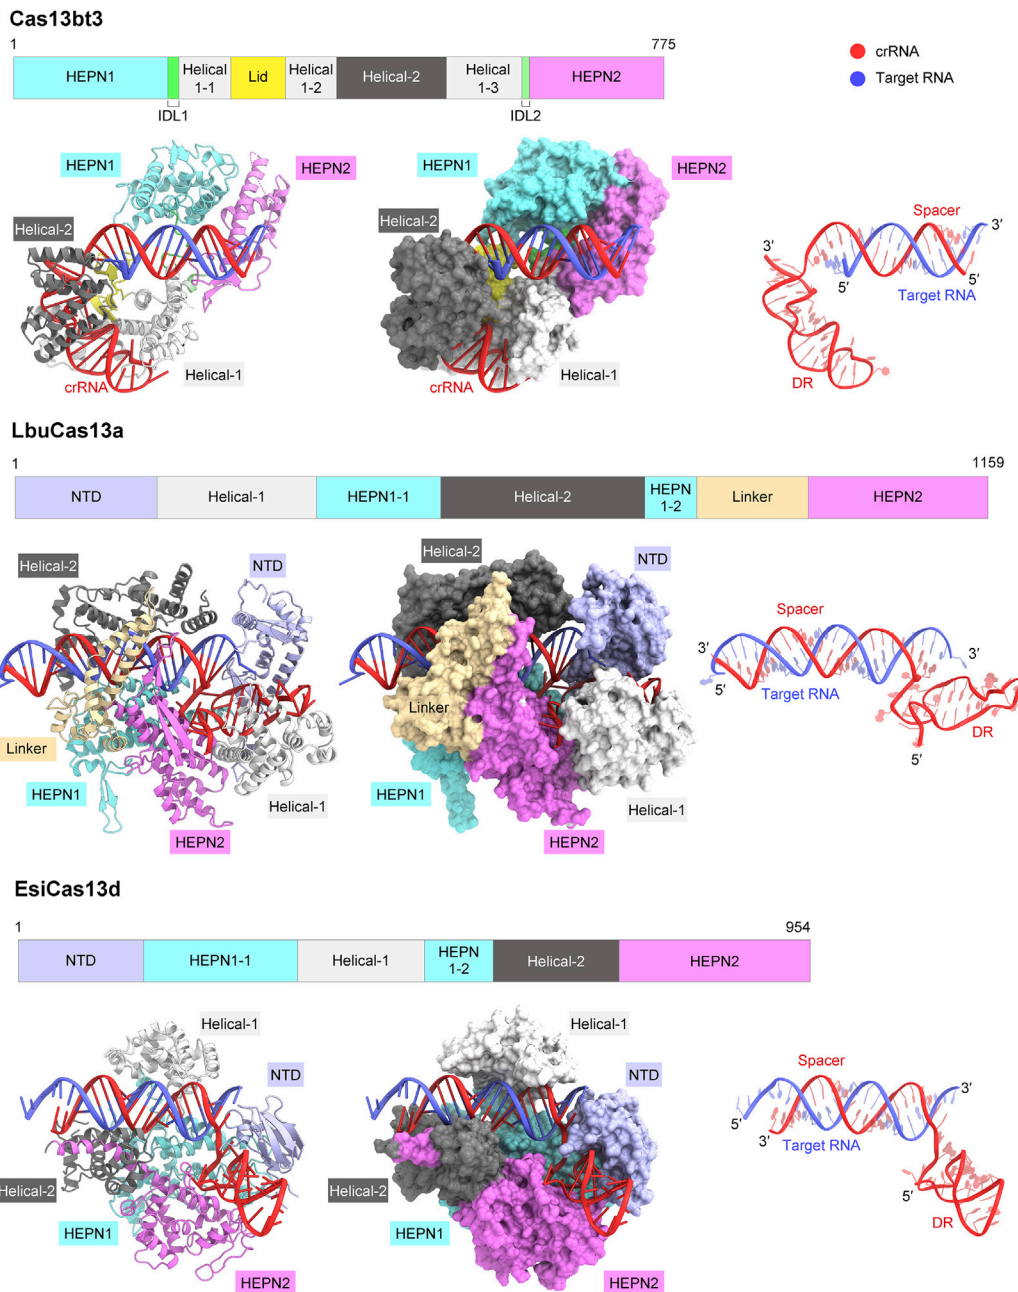 Cas13bt3
1 775
HEPN1
Helical
1-1
Lid
Helical
1-2
Helical-2
Helical
1-3
HEPN2
IDL1 IDL2
crRNA
Target RNA
HEPN1
HEPN2
Helical-2
crRNA
Helical-1
HEPN1
HEPN2
Helical-2
crRNA
Helical-1
Spacer
3′
3′
5′
5′
Target RNA
DR
LbuCas13a
1 1159
NTD
Helical-1
HEPN1-1
Helical-2
HEPN
1-2
Linker
HEPN2
Helical-2
NTD
Linker
HEPN1
Helical-1
HEPN2
Helical-2
NTD
Linker
HEPN1
Helical-1
HEPN2
Spacer
3′
3′
5′
Target RNA
DR
5′
EsiCas13d
1 954
NTD
HEPN1-1
Helical-1
HEPN
1-2
Helical-2
HEPN2
Helical-1
NTD
Helical-2
HEPN1
HEPN2
Helical-1
NTD
Helical-2
HEPN1
HEPN2
Spacer
3′
5′
3′
Target RNA
5′
DR